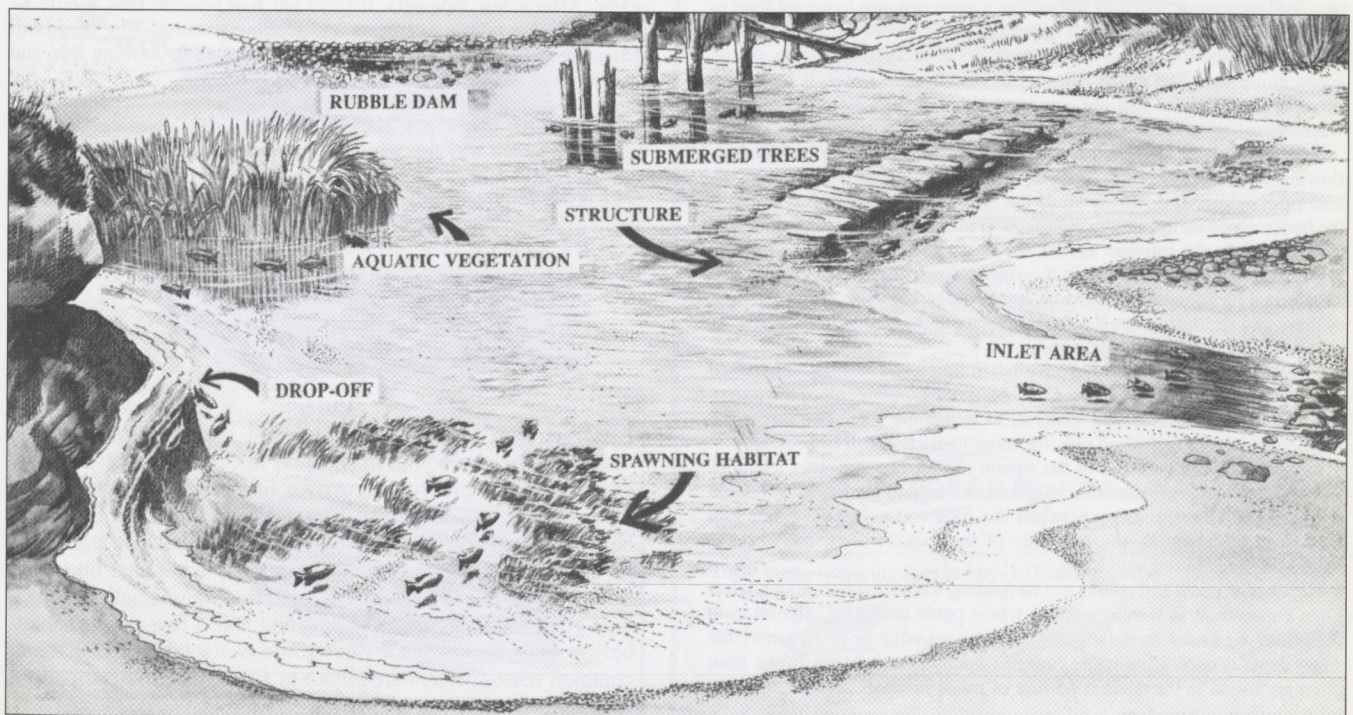 RUBBLE DAM
SUBMERGED TREES
STRUCTURE
AQUATIC VEGETATION
INLET AREA
DROP-OFF
SPAWNING HABITAT